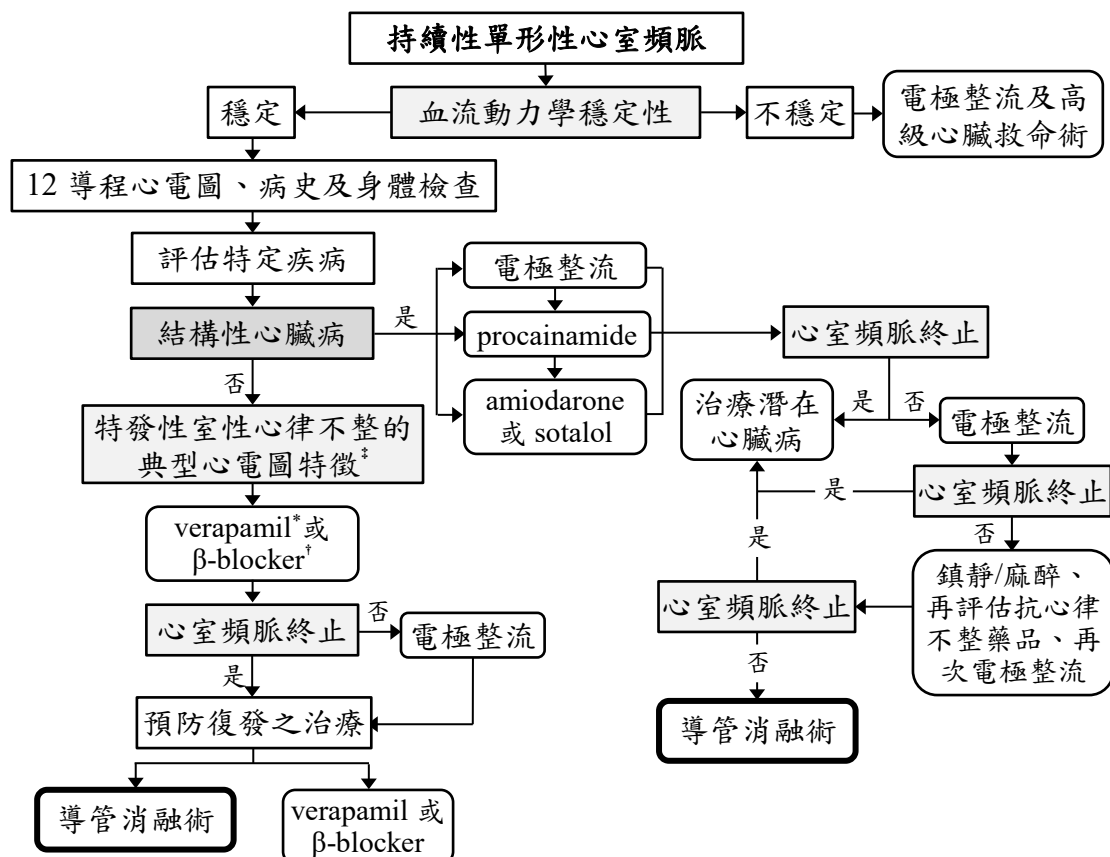 持續性單形性心室頻脈
穩定
血流動力學穩定性
不穩定
電極整流及高
級心臟救命術
12 導程心電圖、病史及身體檢查
評估特定疾病
結構性心臟病
是
電極整流
procainamide
amiodarone
或 sotalol
心室頻脈終止
是
否
治療潛在
心臟病
電極整流
心室頻脈終止
是
否
鎮靜/麻醉、
再評估抗心律
不整藥品、再
次電極整流
心室頻脈終止
是
否
導管消融術
否
特發性室性心律不整的
典型心電圖特徵‡
verapamil*或
β-blocker†
心室頻脈終止
否
電極整流
是
預防復發之治療
導管消融術
verapamil 或
β-blocker